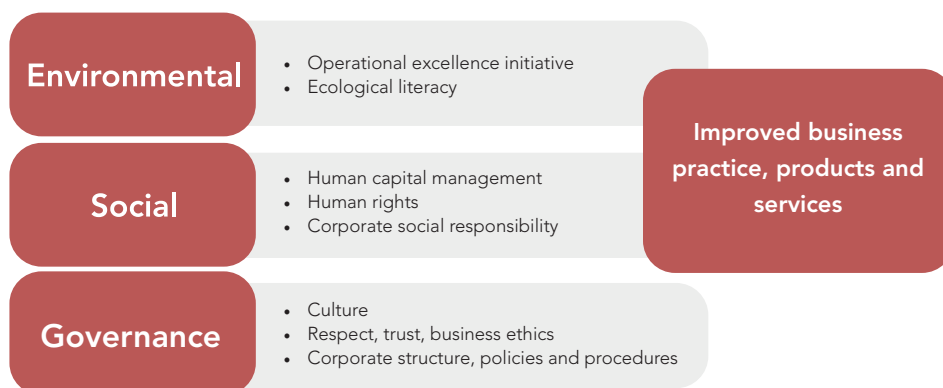 Environmental
• Operational excellence initiative
• Ecological literacy
Social
• Human capital management
• Human rights
• Corporate social responsibility
Governance
• Culture
• Respect, trust, business ethics
• Corporate structure, policies and procedures
Improved business
practice, products and
services